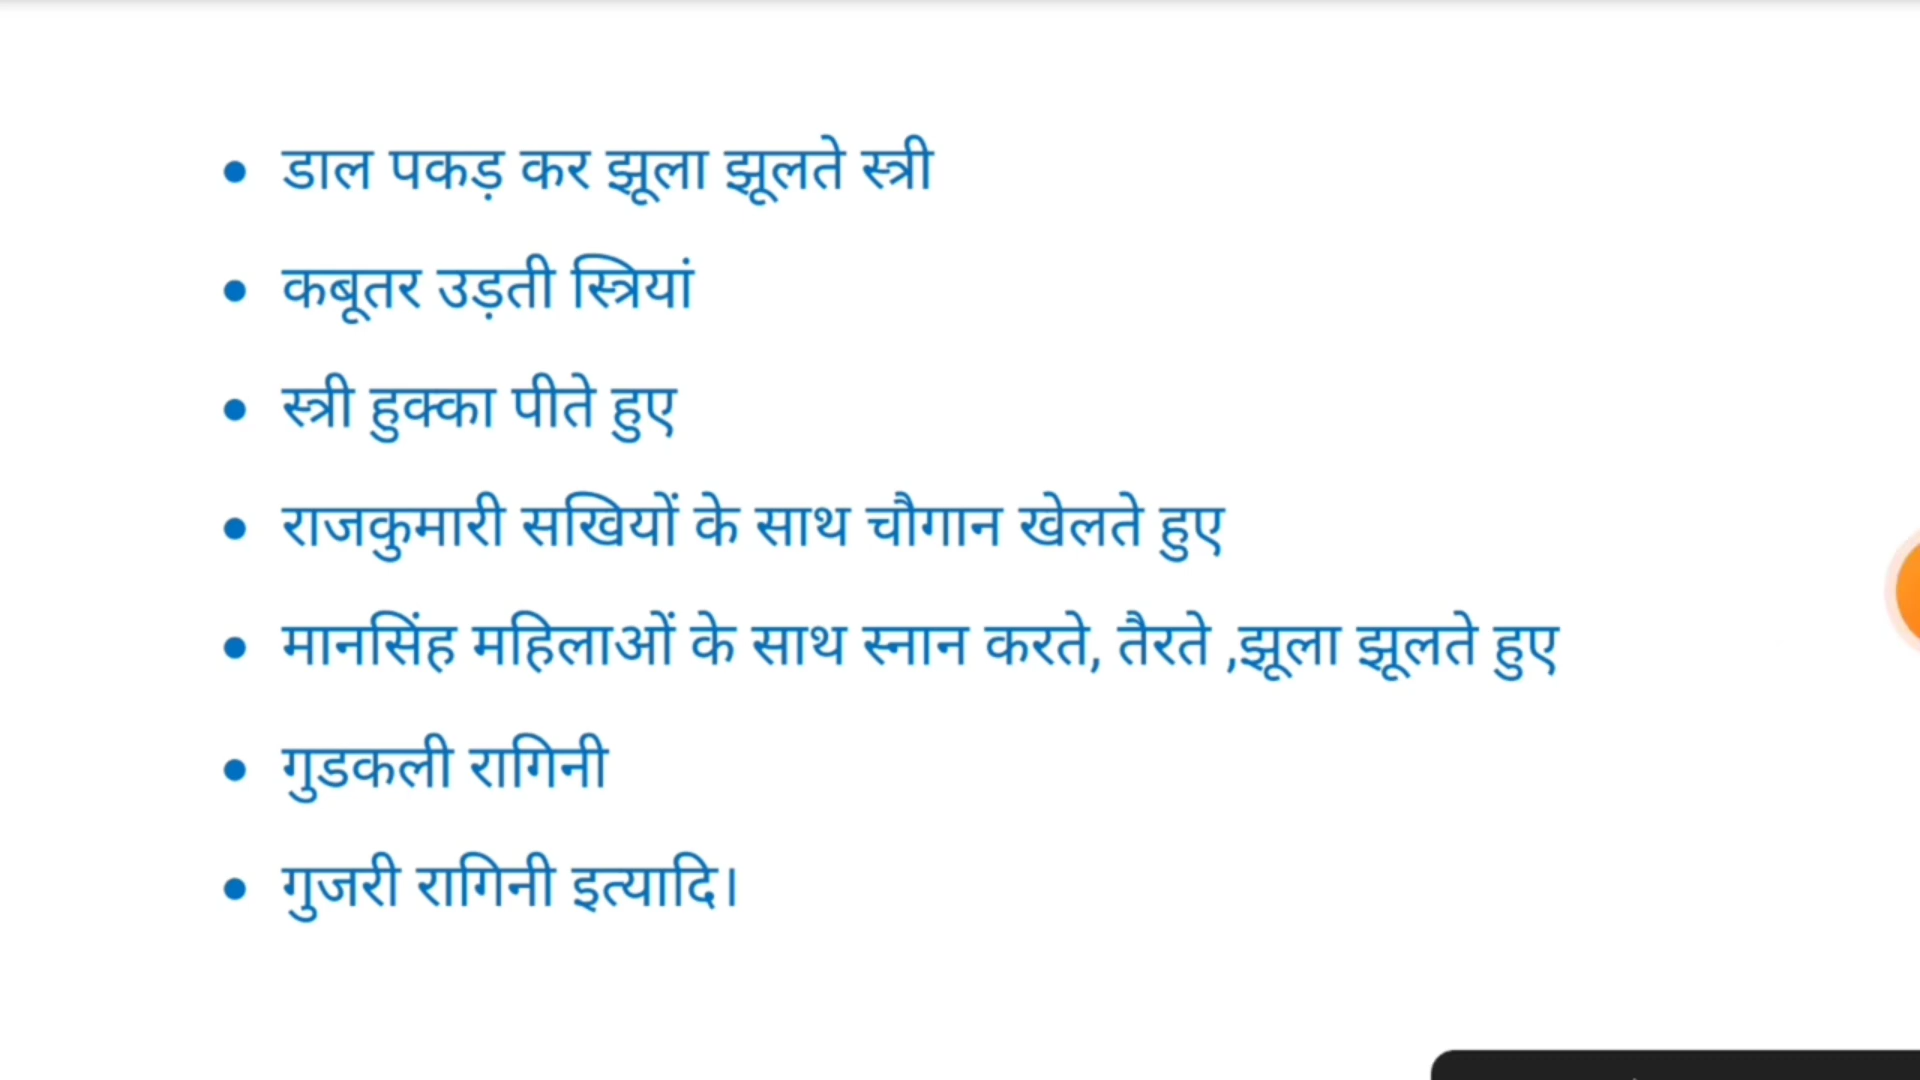 • डाल पकड़ कर झूला झूलते स्त्री
• कबूतर उड़ती स्त्रियां
• स्त्री हुक्का पीते हुए
• राजकुमारी सखियों के साथ चौगान खेलते हुए
• मानसिंह महिलाओं के साथ स्नान करते, तैरते ,झूला झूलते हुए
• गुडकली रागिनी
• गुजरी रागिनी इत्यादि।